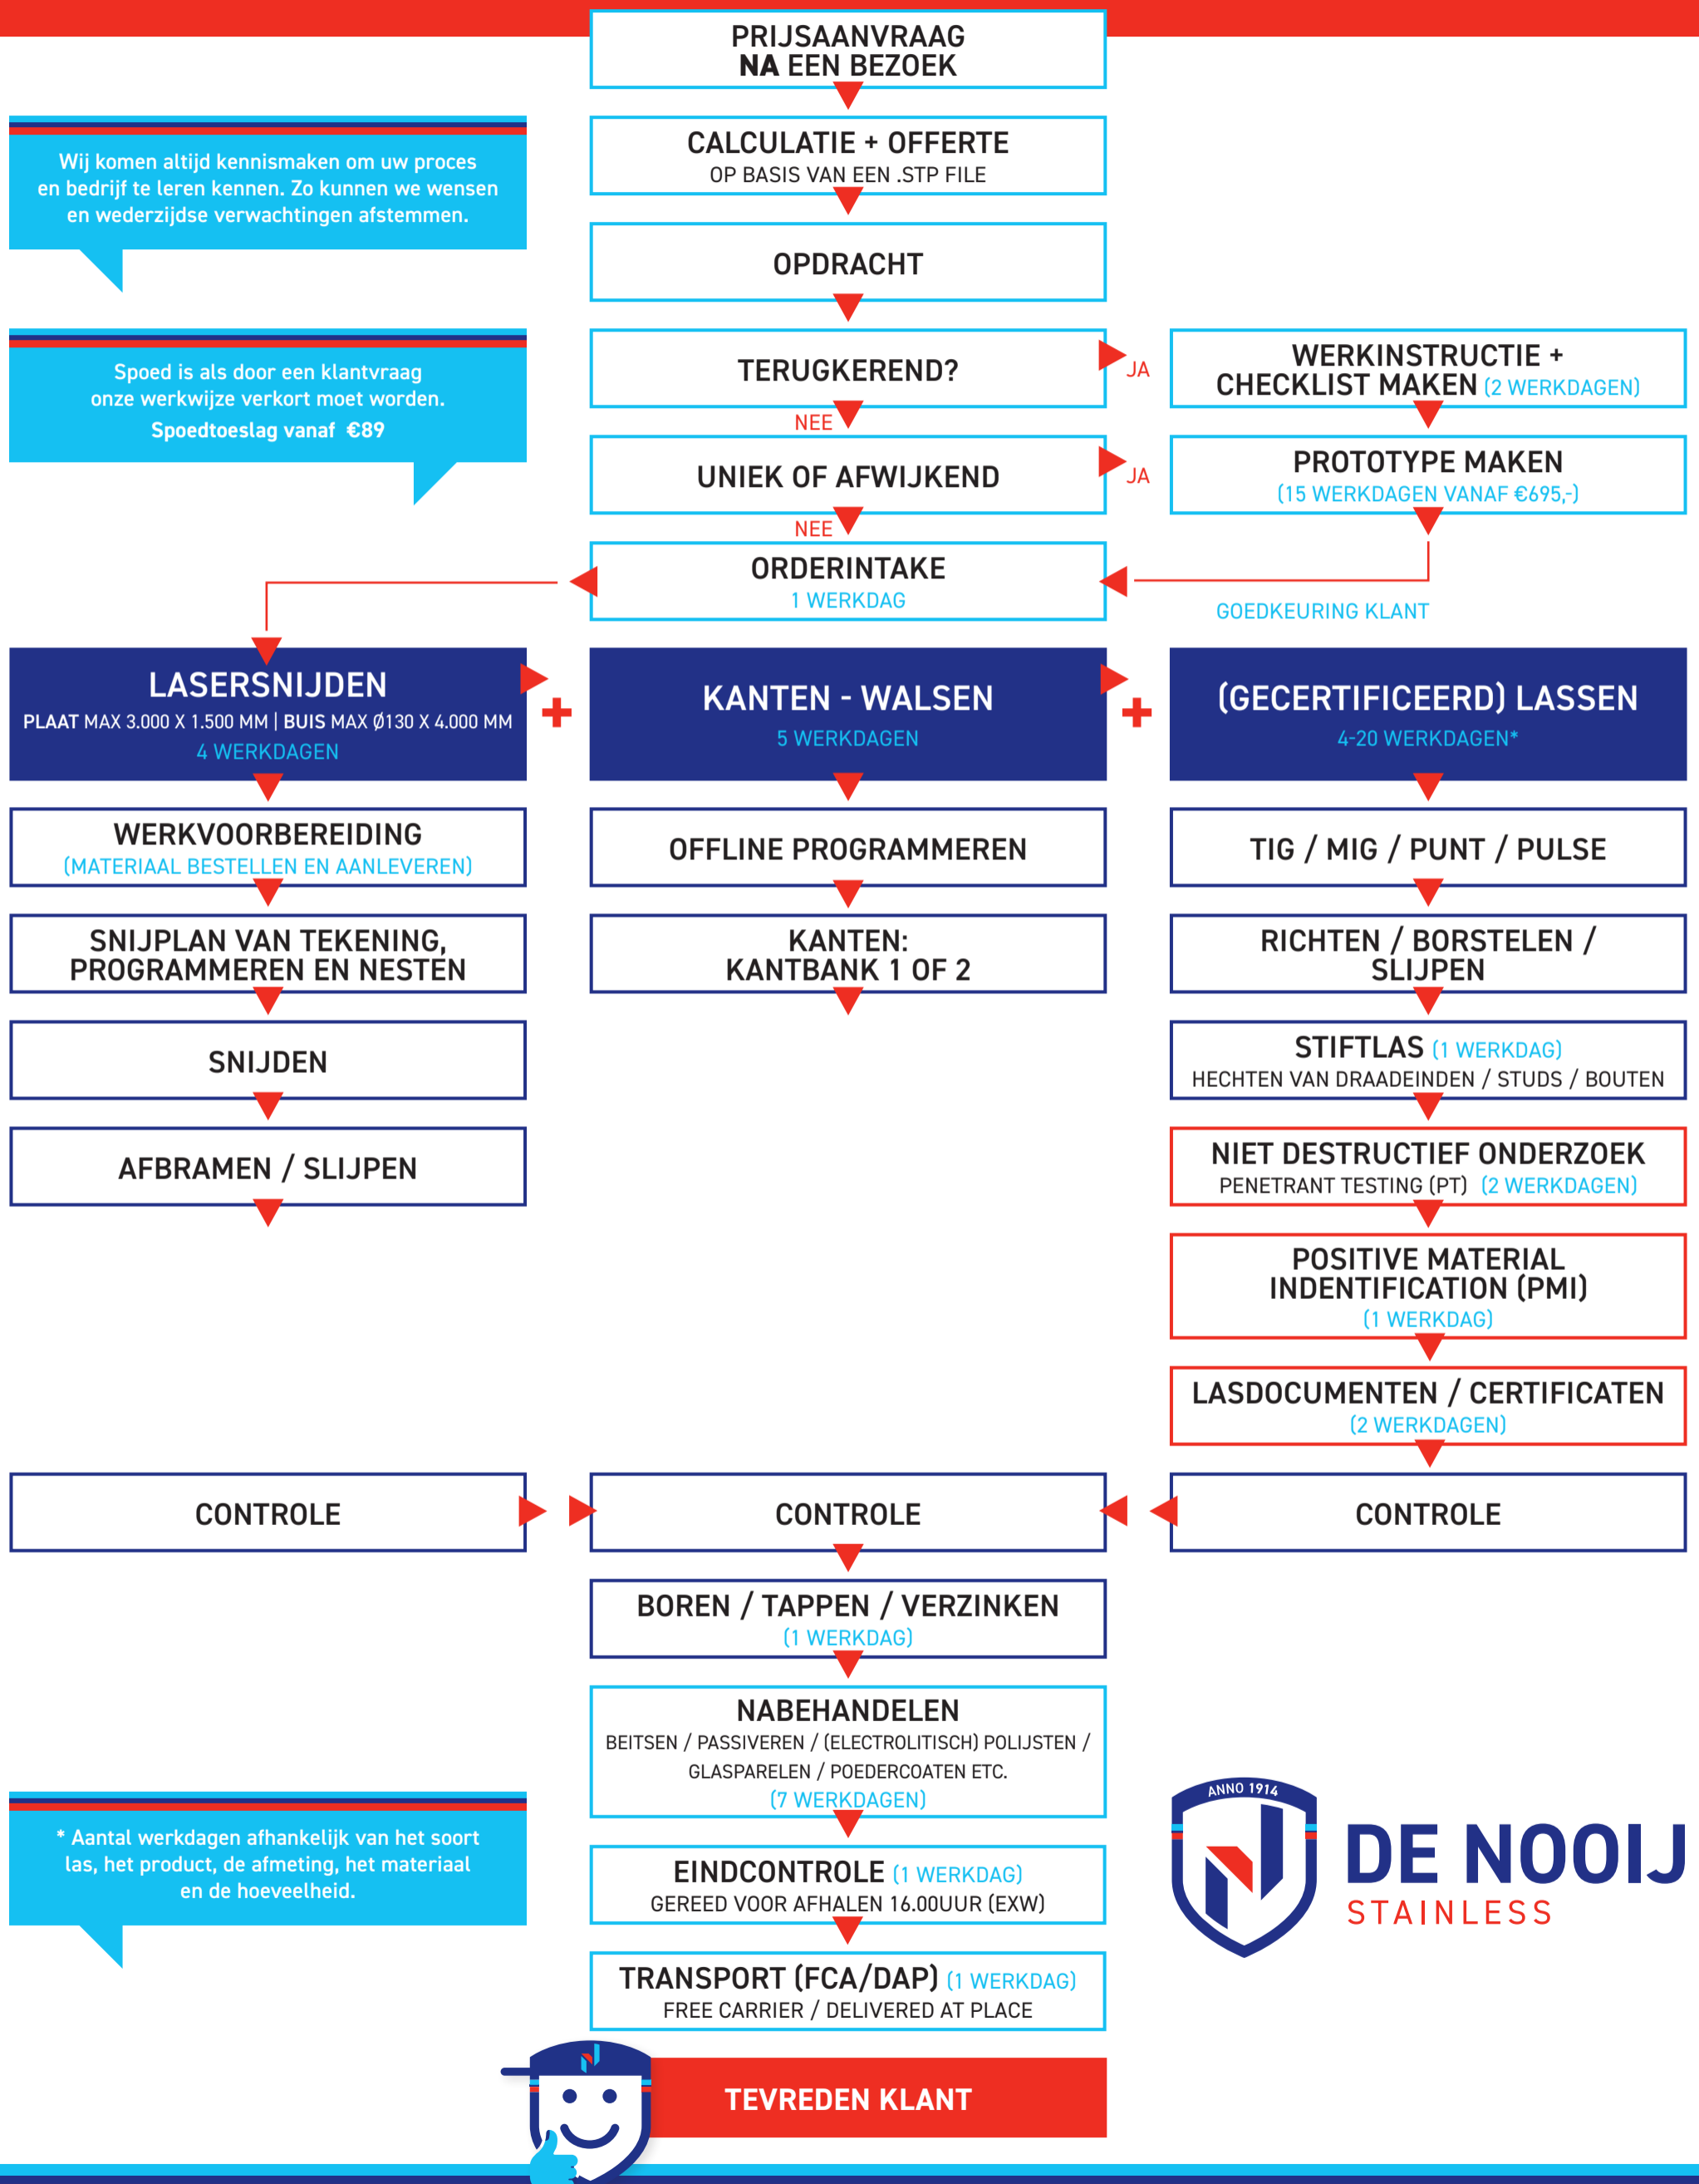 PRIJSAANVRAAG
NA EEN BEZOEK
CALCULATIE + OFFERTE
OP BASIS VAN EEN .STP FILE
Wij komen altijd kennismaken om uw proces
en bedrijf te leren kennen. Zo kunnen we wensen
en wederzijdse verwachtingen afstemmen.
OPDRACHT
Spoed is als door een klantvraag
onze werkwijze verkort moet worden.
Spoedtoeslag vanaf €89
TERUGKEREND?
JA
WERKINSTRUCTIE +
CHECKLIST MAKEN (2 WERKDAGEN)
NEE
UNIEK OF AFWIJKEND
JA
PROTOTYPE MAKEN
(15 WERKDAGEN VANAF €695,-)
NEE
ORDERINTAKE
1 WERKDAG
GOEDKEURING KLANT
LASERSNIJDEN
PLAAT MAX 3.000 X 1.500 MM | BUIS MAX Ø130 X 4.000 MM
4 WERKDAGEN
+
KANTEN - WALSEN
5 WERKDAGEN
+
(GECERTIFICEERD) LASSEN
4-20 WERKDAGEN*
WERKVOORBEREIDING
(MATERIAAL BESTELLEN EN AANLEVEREN)
OFFLINE PROGRAMMEREN
TIG / MIG / PUNT / PULSE
SNIJPLAN VAN TEKENING,
PROGRAMMEREN EN NESTEN
KANTEN:
KANTBANK 1 OF 2
RICHTEN / BORSTELEN /
SLIJPEN
SNIJDEN
STIFTLAS (1 WERKDAG)
HECHTEN VAN DRAADEINDEN / STUDS / BOUTEN
AFBRAMEN / SLIJPEN
NIET DESTRUCTIEF ONDERZOEK
PENETRANT TESTING (PT) (2 WERKDAGEN)
POSITIVE MATERIAL
INDENTIFICATION (PMI)
(1 WERKDAG)
LASDOCUMENTEN / CERTIFICATEN
(2 WERKDAGEN)
CONTROLE
CONTROLE
CONTROLE
BOREN / TAPPEN / VERZINKEN
(1 WERKDAG)
NABEHANDELEN
BEITSEN / PASSIVEREN / (ELECTROLITISCH) POLIJSTEN /
GLASPARELEN / POEDERCOATEN ETC.
(7 WERKDAGEN)
* Aantal werkdagen afhankelijk van het soort
las, het product, de afmeting, het materiaal
en de hoeveelheid.
EINDCONTROLE (1 WERKDAG)
GEREED VOOR AFHALEN 16.00UUR (EXW)
ANNO 1914
DE NOOIJ
STAINLESS
TRANSPORT (FCA/DAP) (1 WERKDAG)
FREE CARRIER / DELIVERED AT PLACE
TEVREDEN KLANT